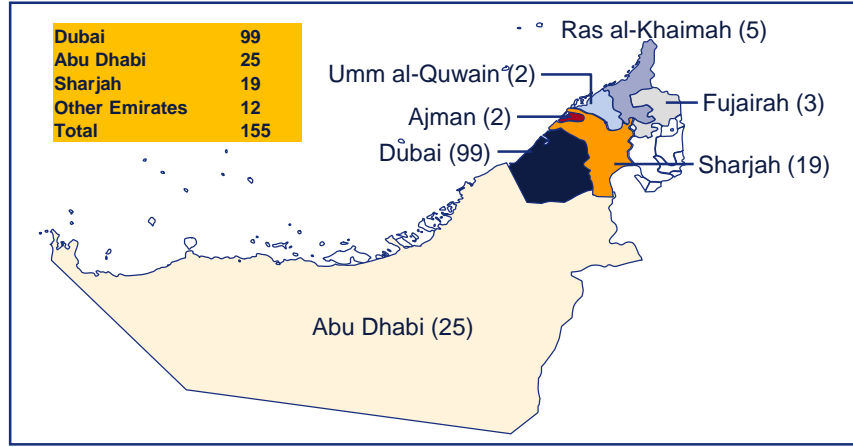 Dubai 99
Abu Dhabi 25
Sharjah 19
Other Emirates 12
Total 155
Ras al-Khaimah (5)
Umm al-Quwain (2)
Fujairah (3)
Ajman (2)
Dubai (99)
Sharjah (19)
Abu Dhabi (25)